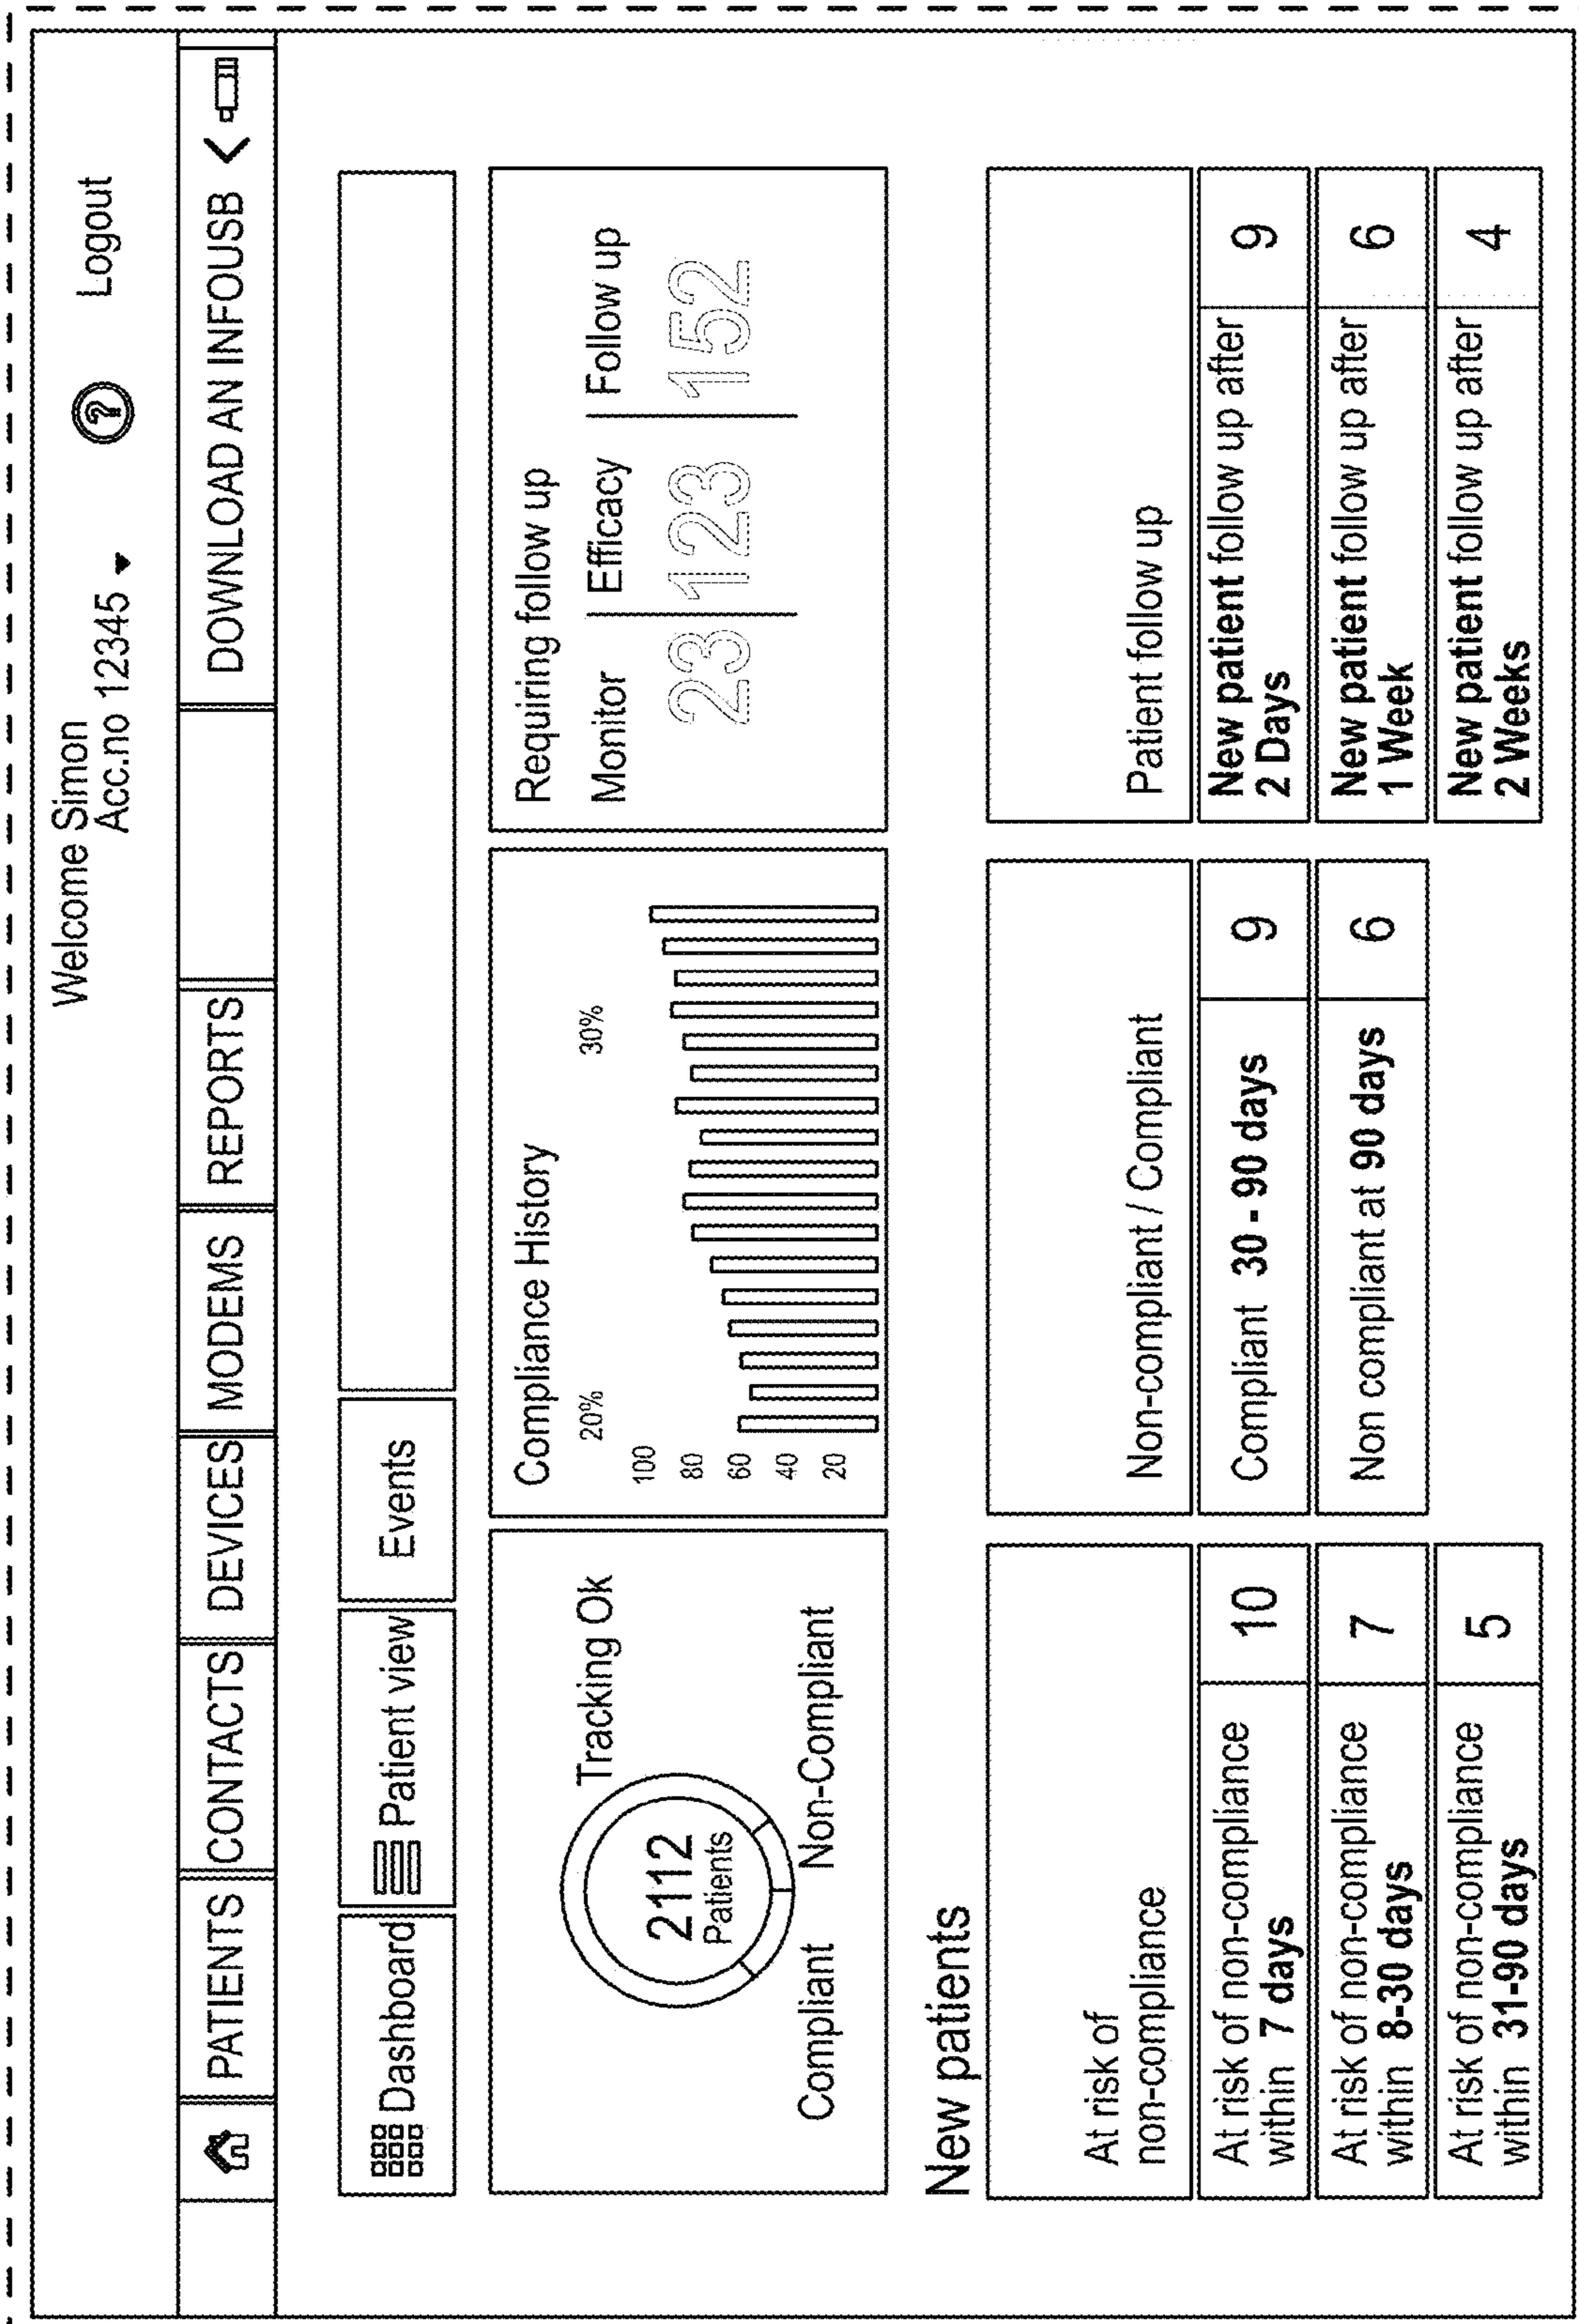 Welcome Simon
Acc.no 12345
?
Logout
PATIENTS
CONTACTS
DEVICES
MODEMS
REPORTS
DOWNLOAD AN INFOUSB <
Dashboard
Patient view
Events
Tracking Ok
2112
Patients
Compliant
Non-Compliant
Compliance History
20%
30%
100
80
60
40
20
Requiring follow up
Monitor
Efficacy
Follow up
23
123
152
New patients
At risk of
non-compliance
At risk of non-compliance
within 7 days
10
At risk of non-compliance
within 8-30 days
7
At risk of non-compliance
within 31-90 days
5
Non-compliant / Compliant
Compliant 30 - 90 days
9
Non compliant at 90 days
6
Patient follow up
New patient follow up after
2 Days
9
New patient follow up after
1 Week
6
New patient follow up after
2 Weeks
4